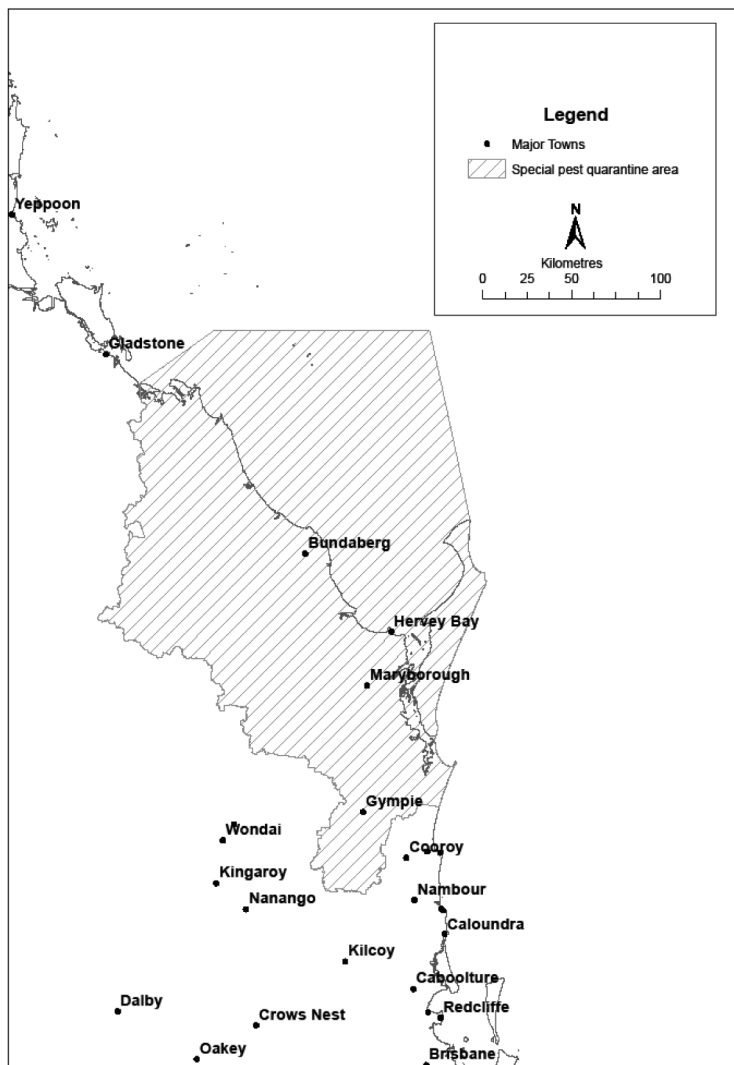 Legend
Major Towns
Special pest quarantine area
N
Kilometres
0 25 50 100
Yeppoon
Gladstone
Bundaberg
Hervey Bay
Maryborough
Gympie
Wondai
Cooroy
Kingaroy
Nanango
Nambour
Caloundra
Kilcoy
Caboolture
Dalby
Crows Nest
Redcliffe
Oakey
Brisbane